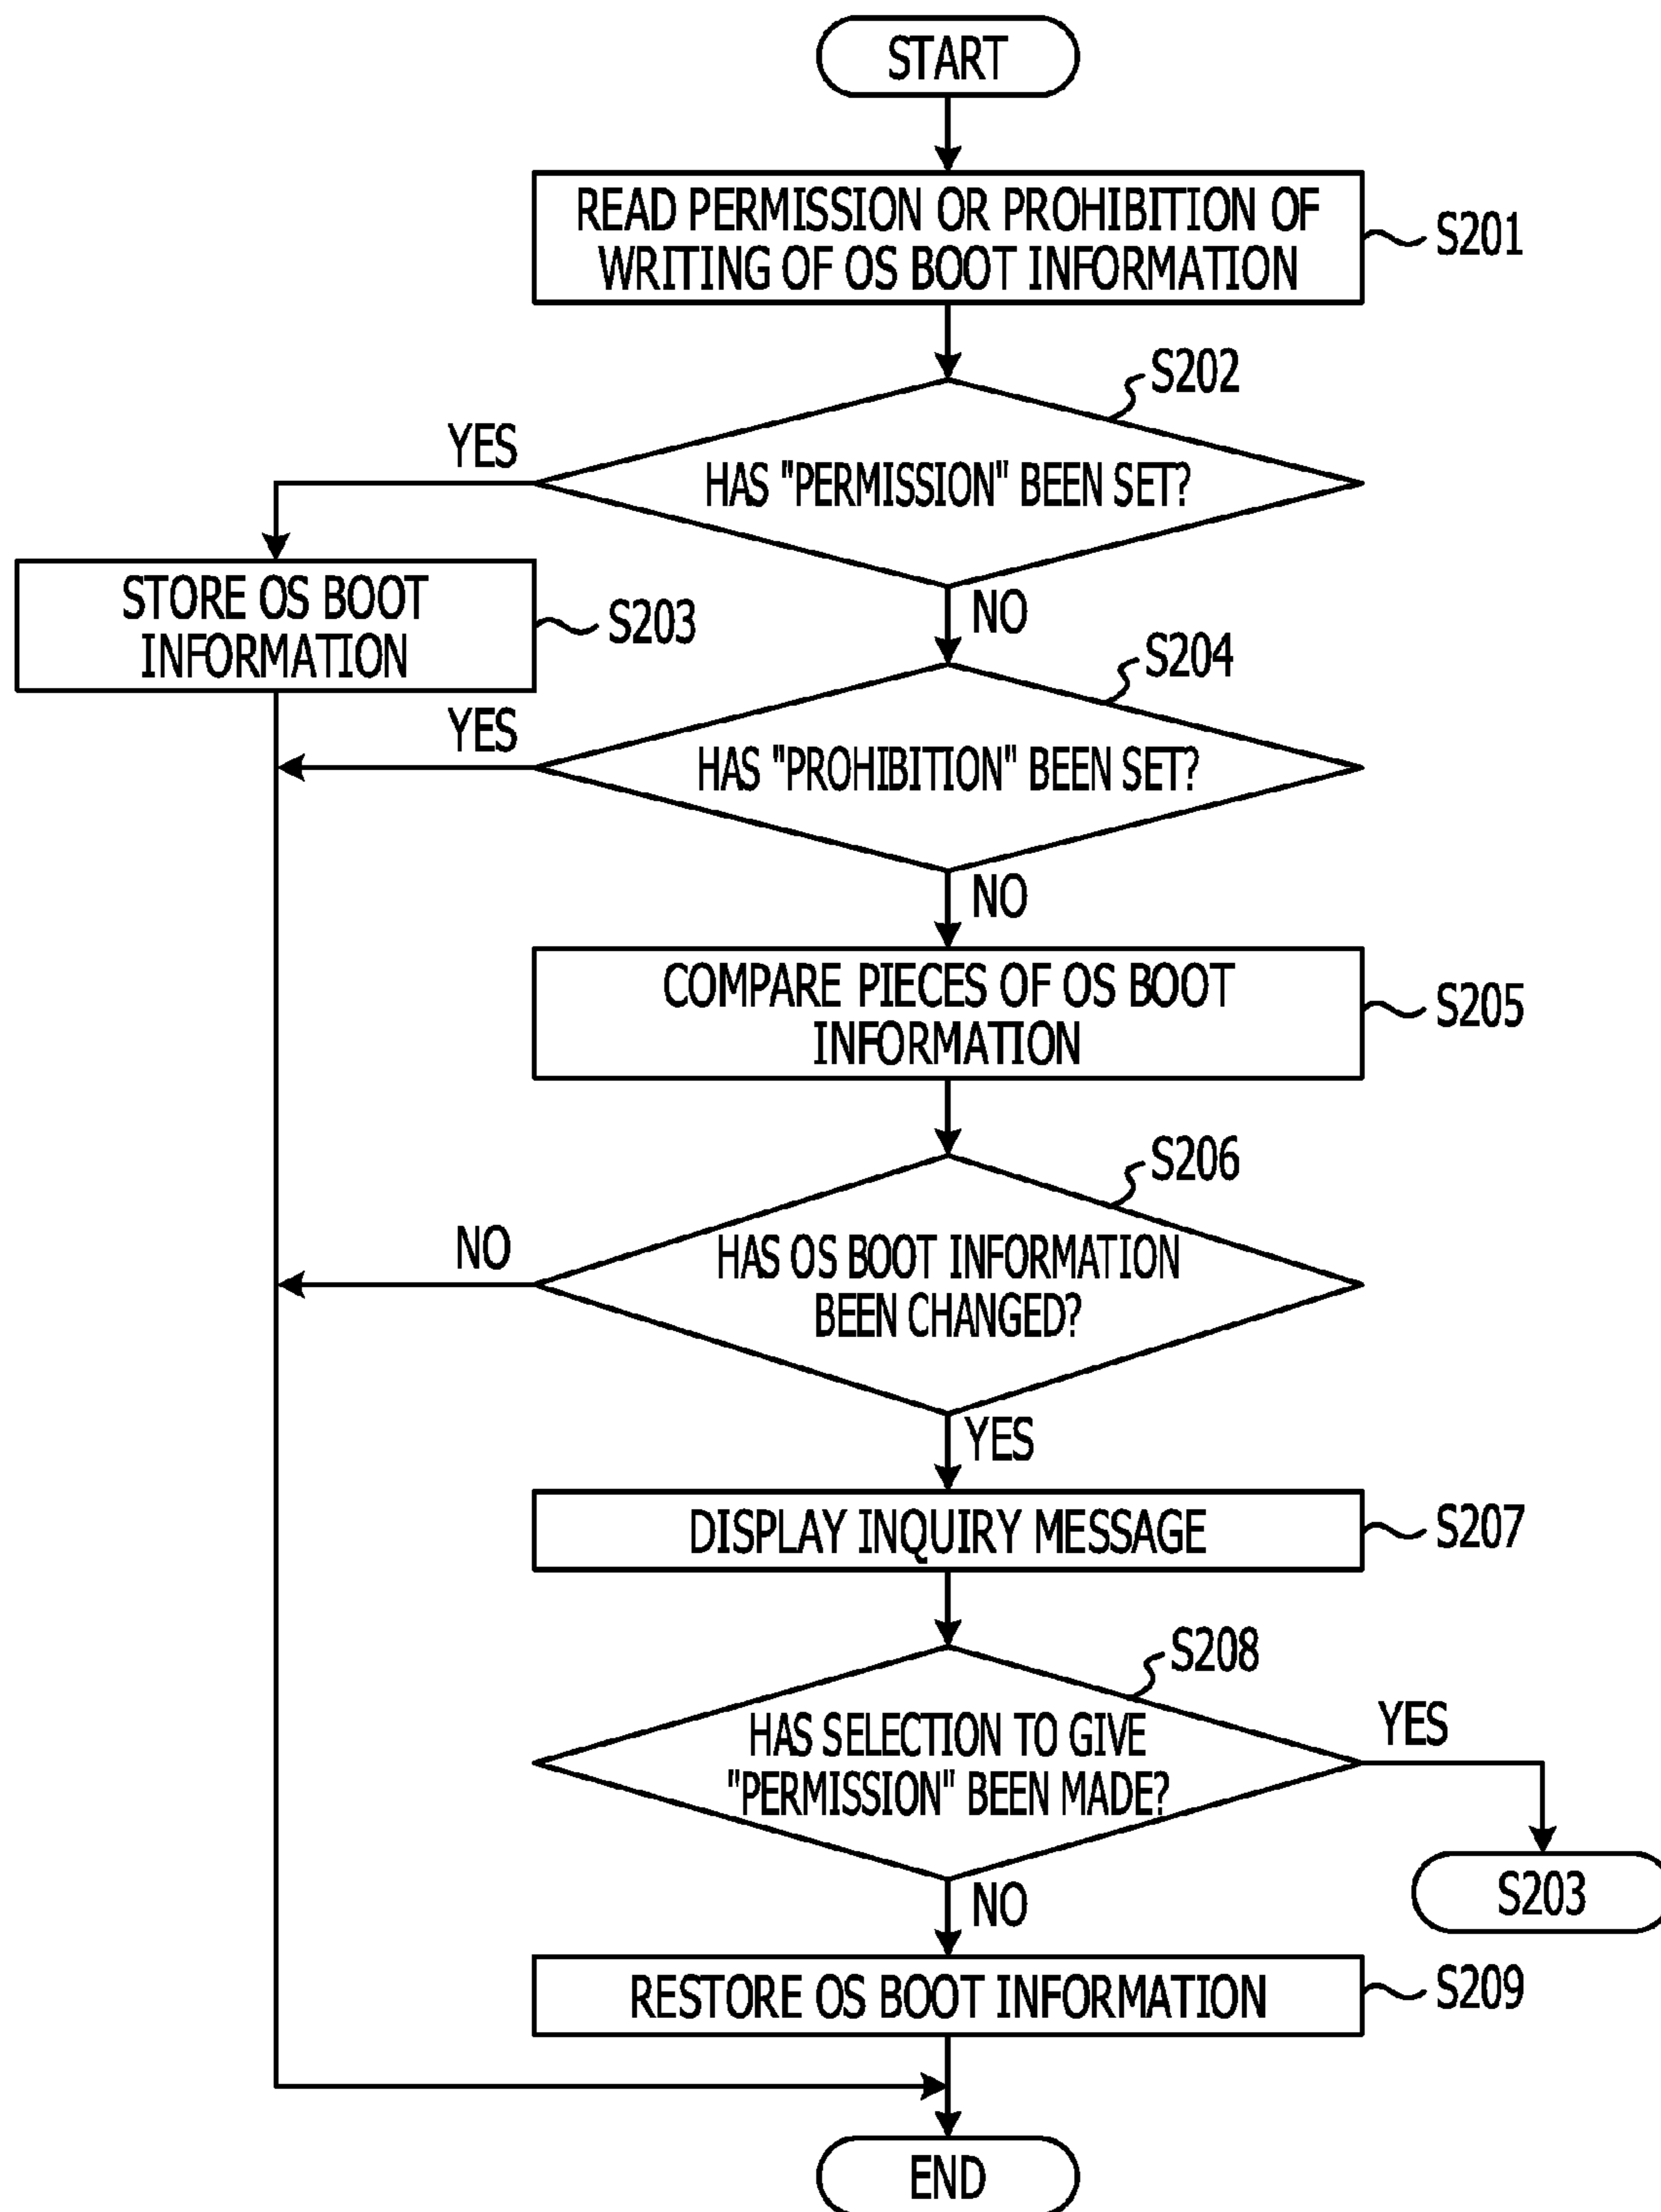 START
READ PERMISSION OR PROHIBITION OF
WRITING OF OS BOOT INFORMATION
S201
S202
YES
HAS "PERMISSION" BEEN SET?
STORE OS BOOT
INFORMATION
S203
NO
S204
YES
HAS "PROHIBITION" BEEN SET?
NO
COMPARE PIECES OF OS BOOT
INFORMATION
S205
S206
NO
HAS OS BOOT INFORMATION
BEEN CHANGED?
YES
DISPLAY INQUIRY MESSAGE
S207
S208
HAS SELECTION TO GIVE
"PERMISSION" BEEN MADE?
YES
S203
NO
RESTORE OS BOOT INFORMATION
S209
END